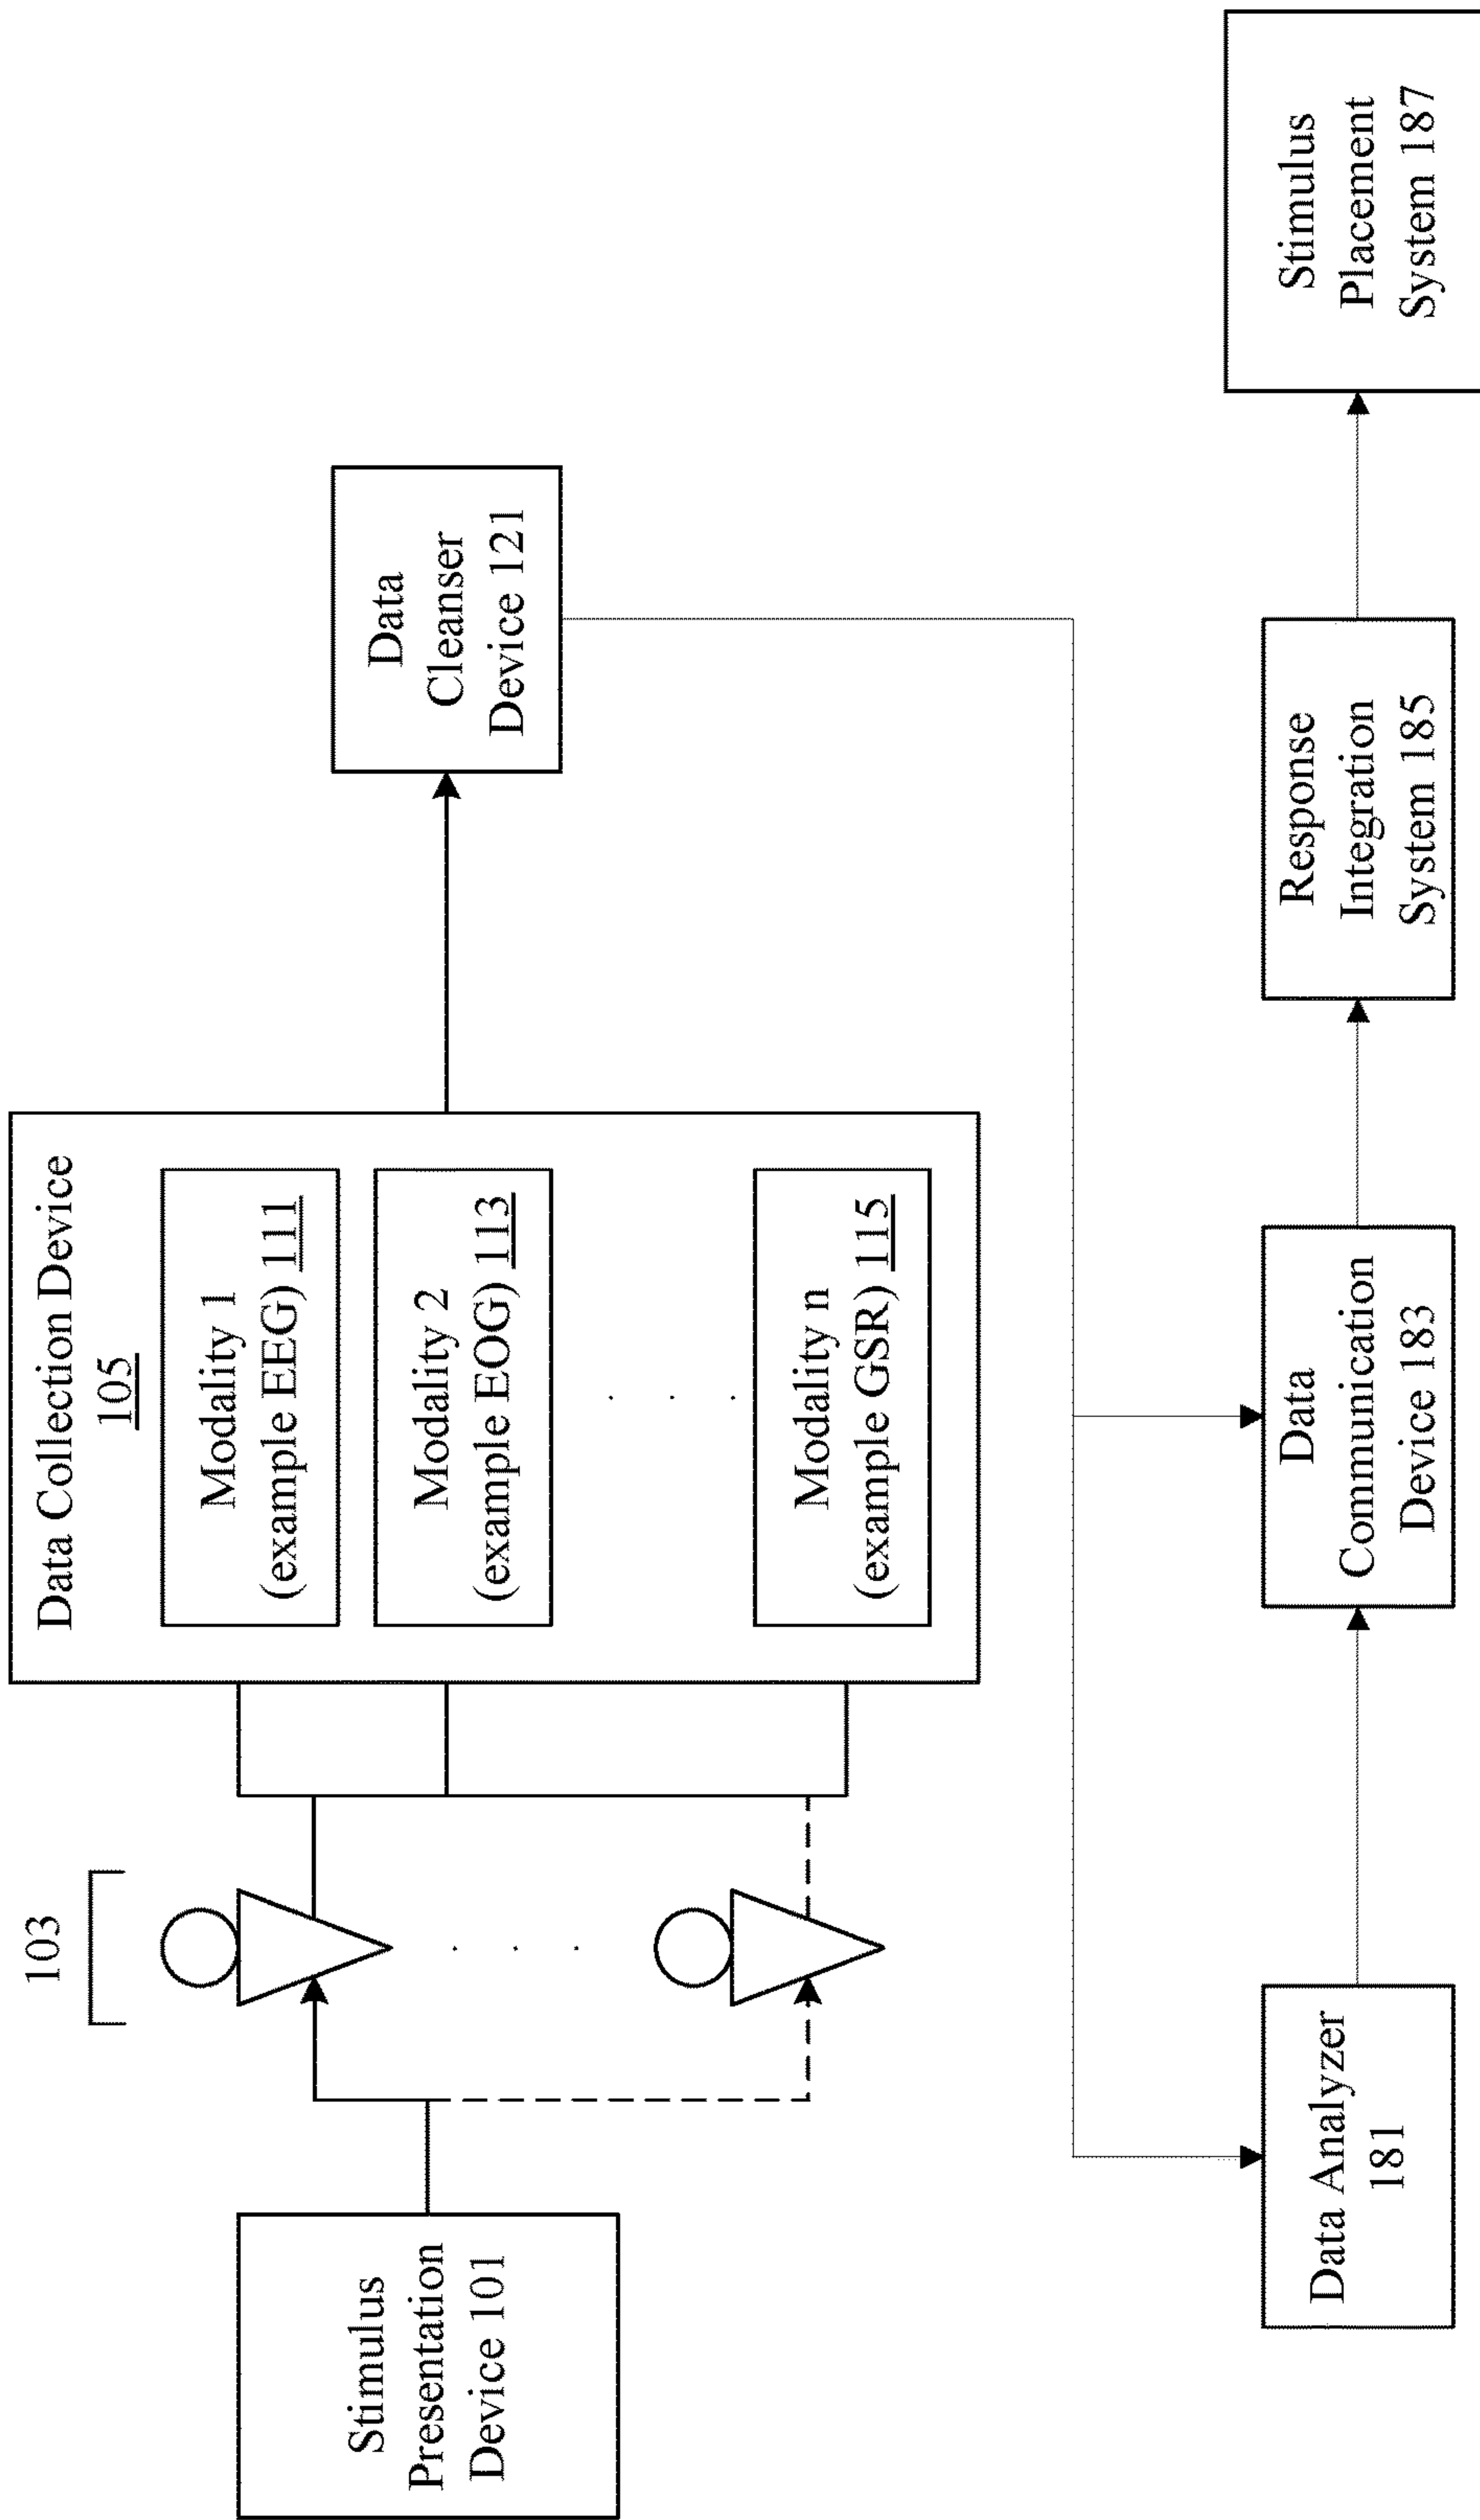 Stimulus
Presentation
Device 101
103
Data Collection Device
105
Modality 1
(example EEG) 111
Modality 2
(example EOG) 113
Modality n
(example GSR) 115
Data
Cleanser
Device 121
Data Analyzer
181
Data
Communication
Device 183
Response
Integration
System 185
Stimulus
Placement
System 187